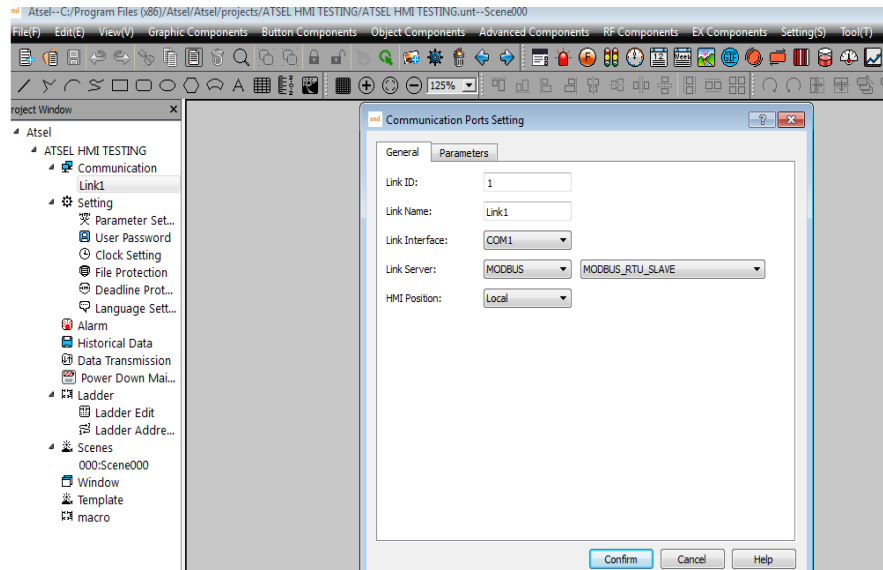 Atsel--C:/Program Files (x86)/Atsel/Atsel/projects/ATSEL HMI TESTING/ATSEL HMI TESTING.unt--Scene000
File(F) Edit(E) View(V) Graphic Components Button Components Object Components Advanced Components RF Components EX Components Setting(S) Tool(T)
A 125%
roject Window x
Atsel
ATSEL HMI TESTING
Communication
Link1
Setting
Parameter Set...
User Password
Clock Setting
File Protection
Deadline Prot...
Language Sett...
Alarm
Historical Data
Data Transmission
Power Down Mai...
Ladder
Ladder Edit
Ladder Addre...
Scenes
000:Scene000
Window
Template
macro
Communication Ports Setting
General Parameters
Link ID: 1
Link Name: Link1
Link Interface: COM1
Link Server: MODBUS MODBUS_RTU_SLAVE
HMI Position: Local
Confirm Cancel Help